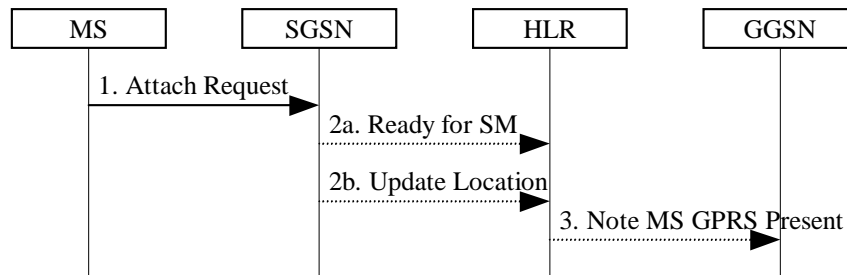 MS
SGSN
HLR
GGSN
1. Attach Request
2a. Ready for SM
2b. Update Location
3. Note MS GPRS Present